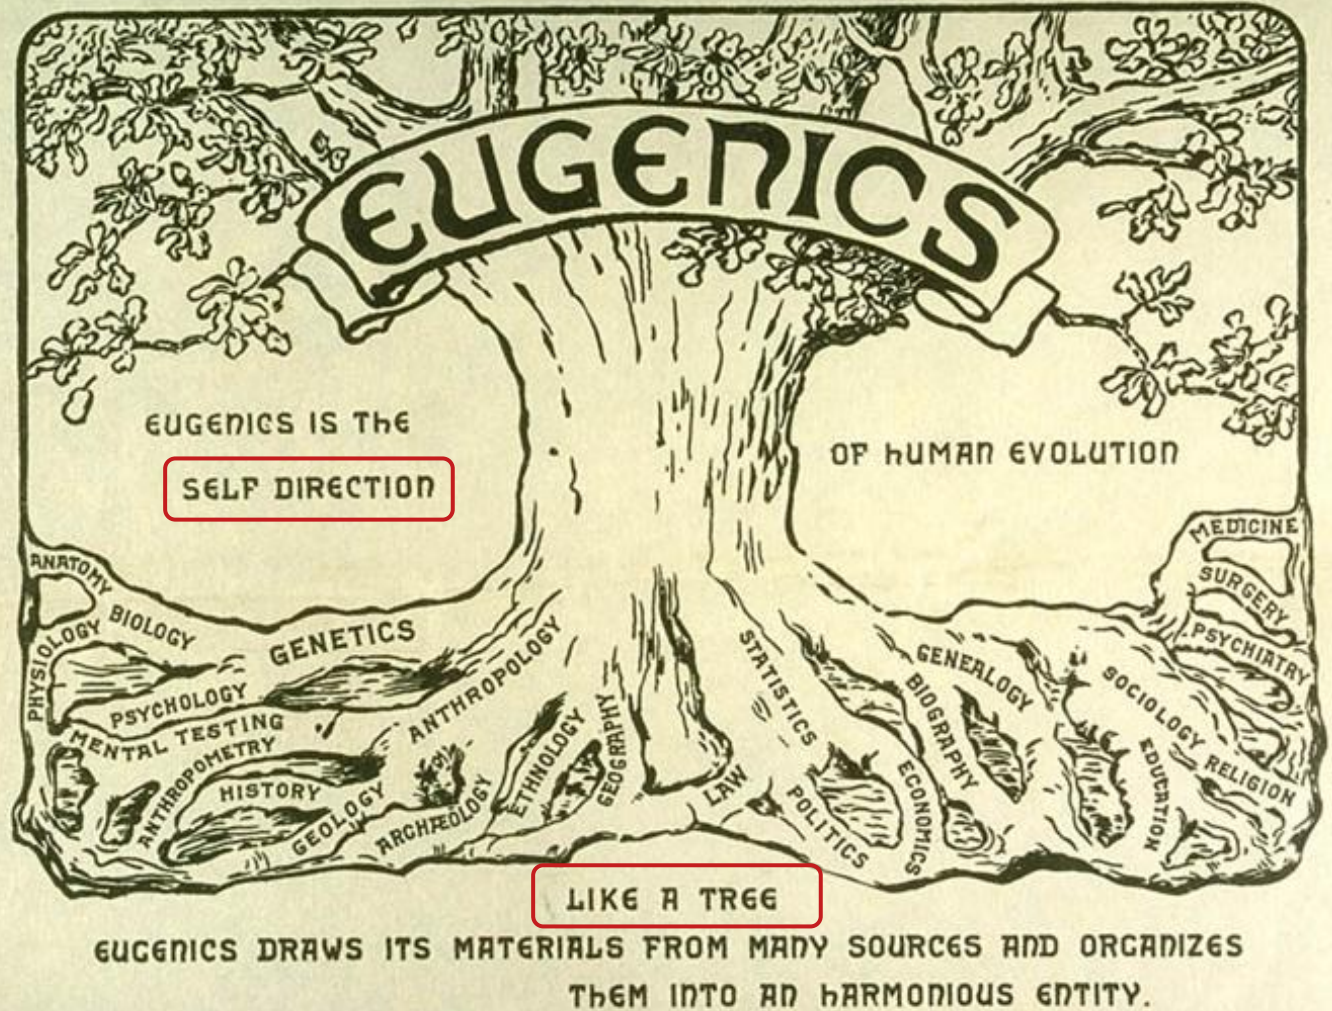 EUGENICS
EUGENICS IS THE
SELF DIRECTION
OF HUMAN EVOLUTION
ANATOMY
BIOLOGY
PHYSIOLOGY
GENETICS
PSYCHOLOGY
MENTAL TESTING
ANTHROPOMETRY
HISTORY
GEOLOGY
ANTHROPOLOGY
ARCHÆOLOGY
ETHNOLOGY
GEOGRAPHY
LAW
STATISTICS
POLITICS
ECONOMICS
BIOGRAPHY
GENEALOGY
EDUCATION
SOCIOLOGY
RELIGION
PSYCHIATRY
SURGERY
MEDICINE
LIKE A TREE
EUGENICS DRAWS ITS MATERIALS FROM MANY SOURCES AND ORGANIZES
THEM INTO AN HARMONIOUS ENTITY.